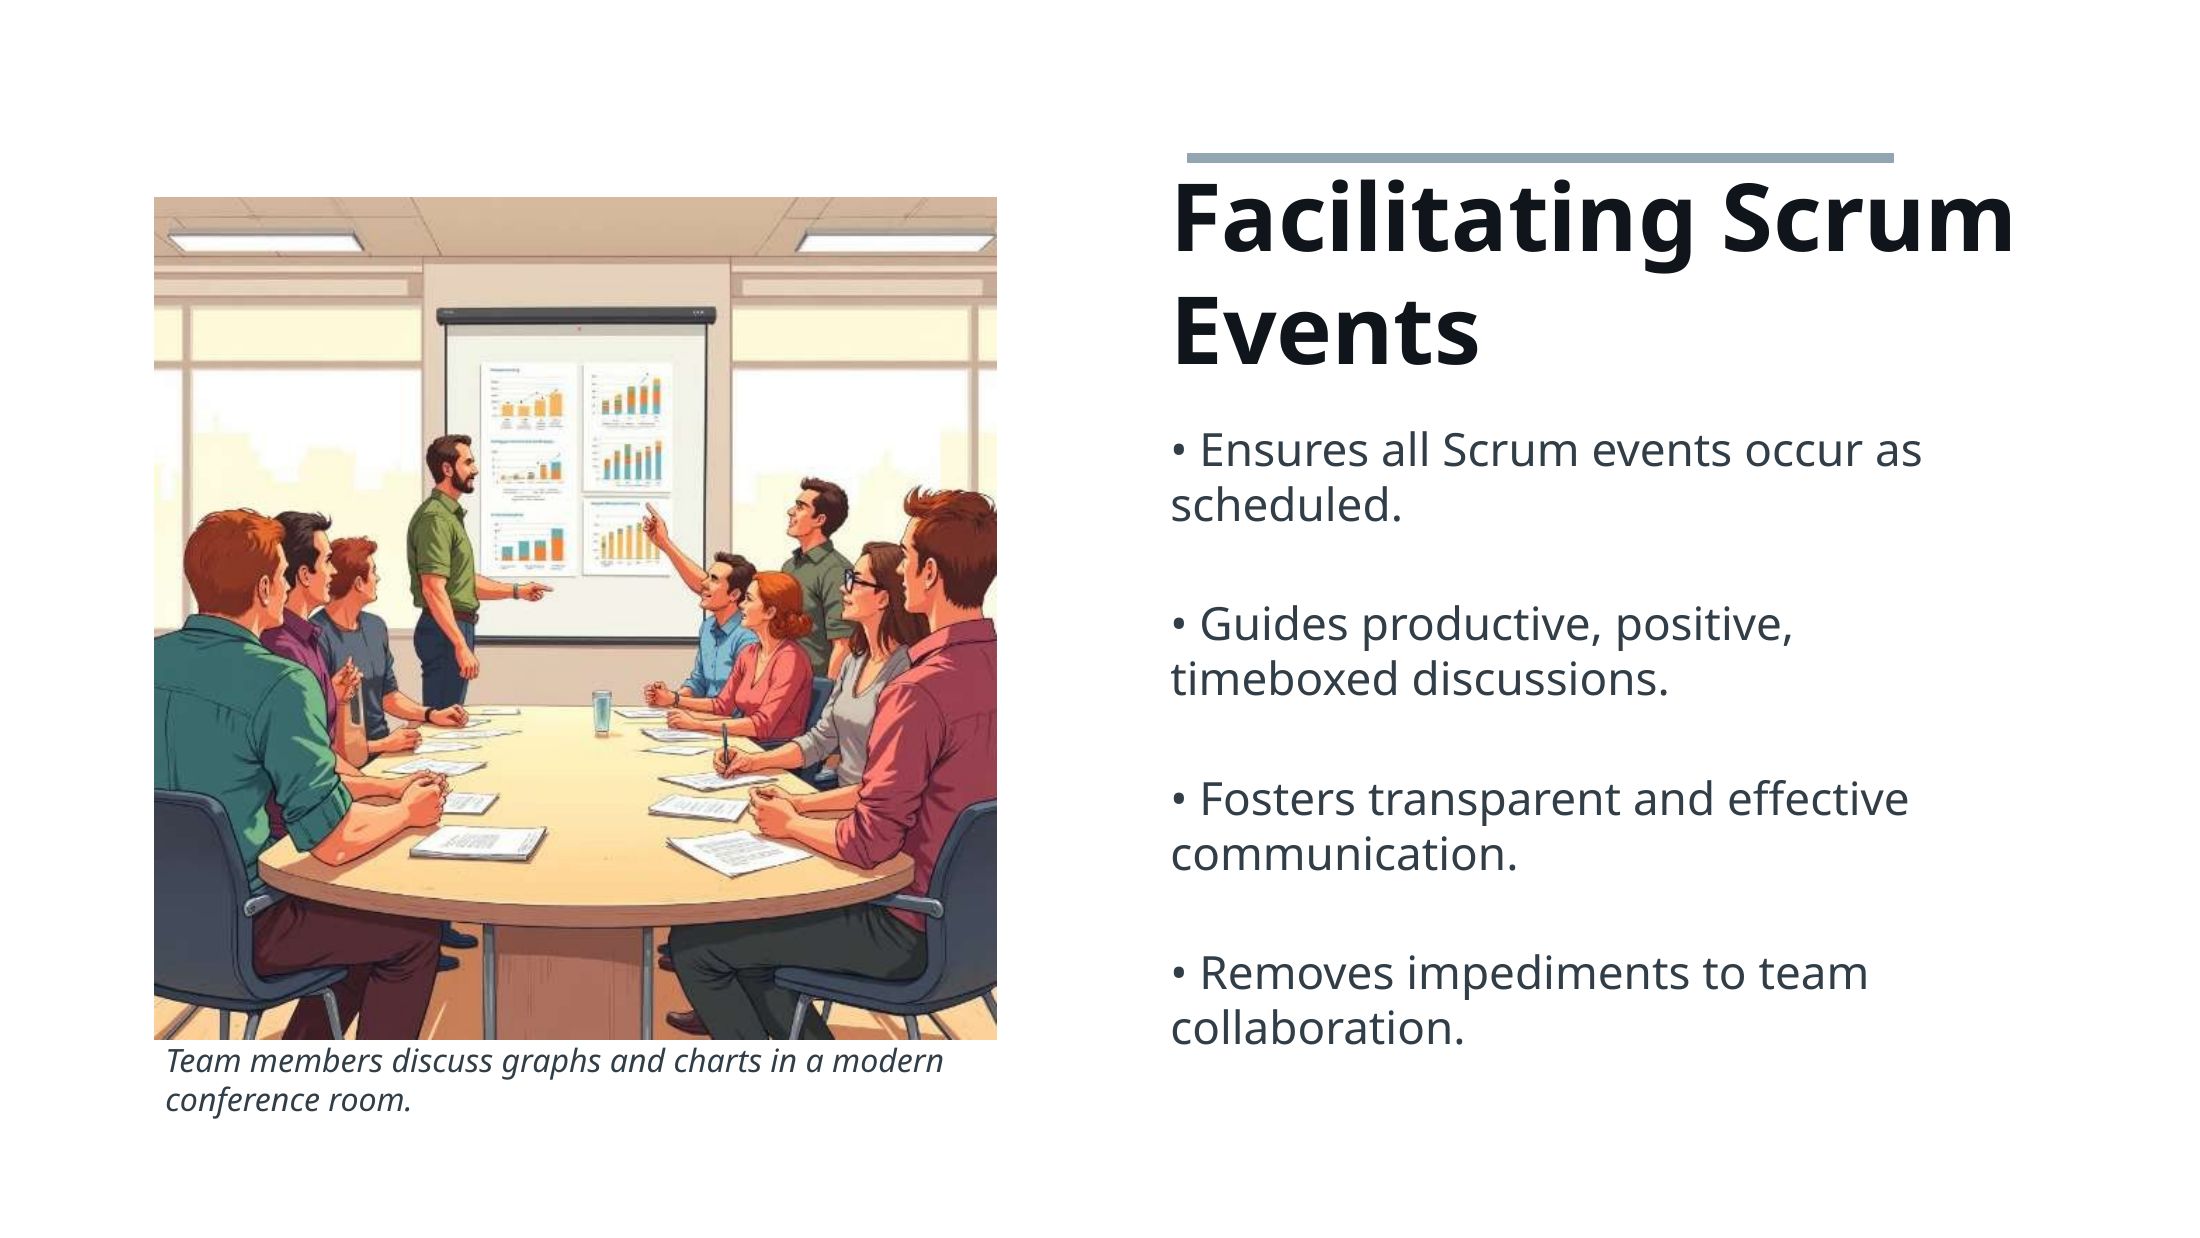 Facilitating Scrum
Events
• Ensures all Scrum events occur as
scheduled.
• Guides productive, positive,
timeboxed discussions.
• Fosters transparent and effective
communication.
• Removes impediments to team
collaboration.
Team members discuss graphs and charts in a modern
conference room.